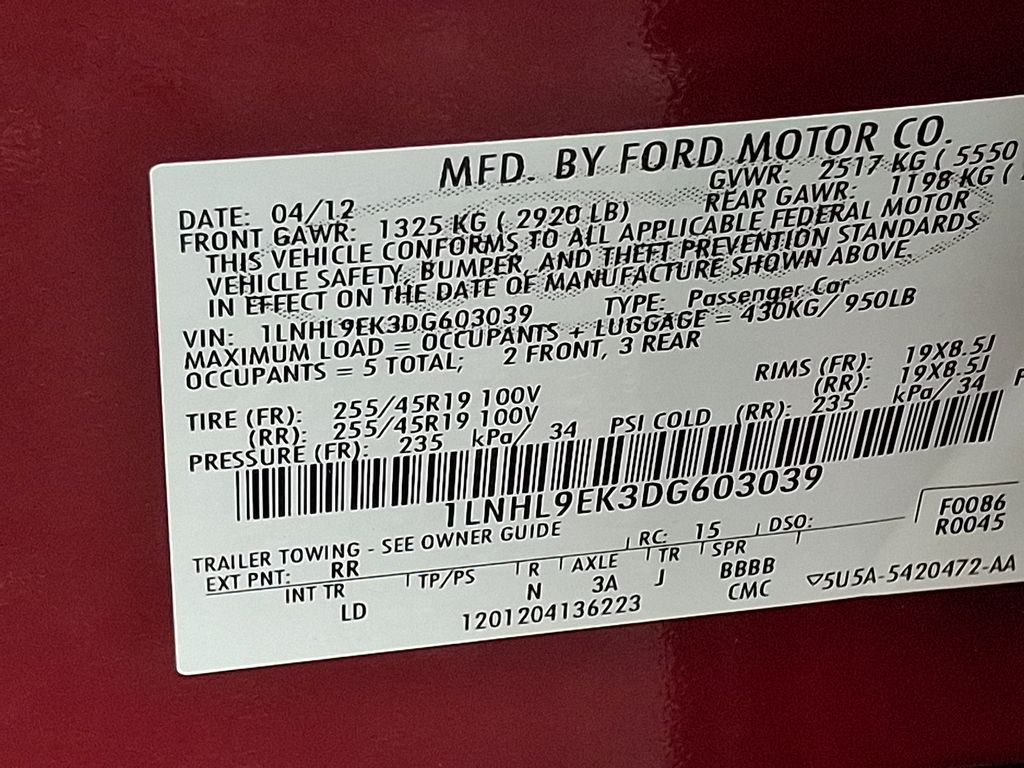 MFD. BY FORD MOTOR CO.
DATE: 04/12 GVWR: 2517 KG ( 5550
FRONT GAWR: 1325 KG ( 2920 LB) REAR GAWR: 1198 KG (
THIS VEHICLE CONFORMS TO ALL APPLICABLE FEDERAL MOTOR
VEHICLE SAFETY, BUMPER, AND THEFT PREVENTION STANDARDS
IN EFFECT ON THE DATE OF MANUFACTURE SHOWN ABOVE.
VIN: 1LNHL9EK3DG603039 TYPE: Passenger Car
MAXIMUM LOAD = OCCUPANTS + LUGGAGE = 430KG/ 950LB
OCCUPANTS = 5 TOTAL; 2 FRONT, 3 REAR
TIRE (FR): 255/45R19 100V RIMS (FR): 19X8.5J
(RR): 255/45R19 100V (RR): 19X8.5J
PRESSURE (FR): 235 kPa/ 34 PSI COLD (RR): 235 kPa/ 34 P
1LNHL9EK3DG603039
TRAILER TOWING - SEE OWNER GUIDE F0086
EXT PNT: RR RC: 15 DSO: R0045
INT TR TP/PS R AXLE TR SPR
LD N 3A J BBBB
1201204136223 CMC ▽5U5A-5420472-AA